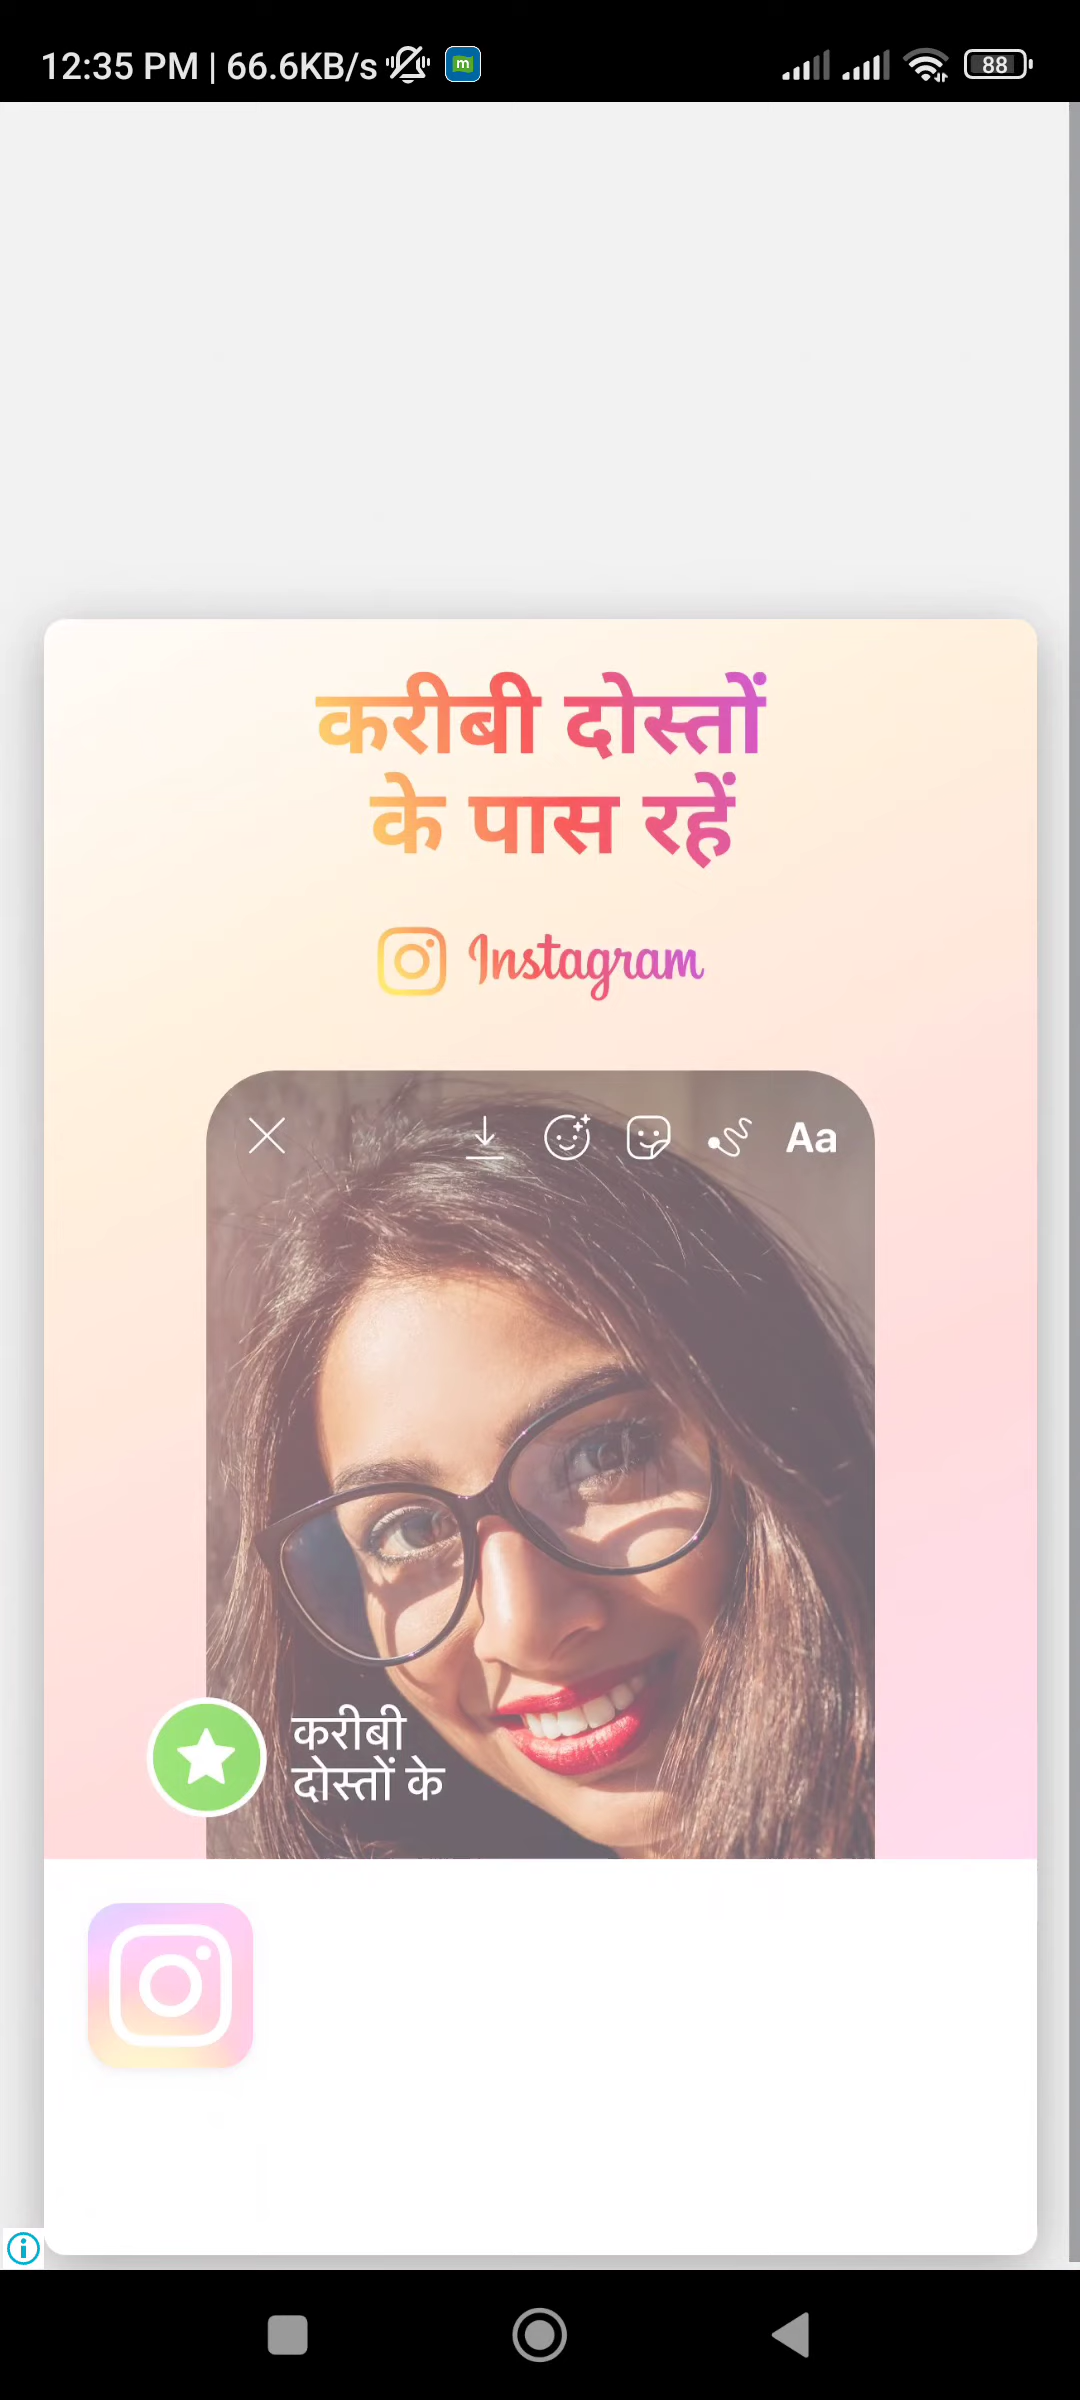 12:35 PM | 66.6KB/s
m
88
करीबी दोस्तों
के पास रहें
Instagram
Aa
करीबी
दोस्तों के